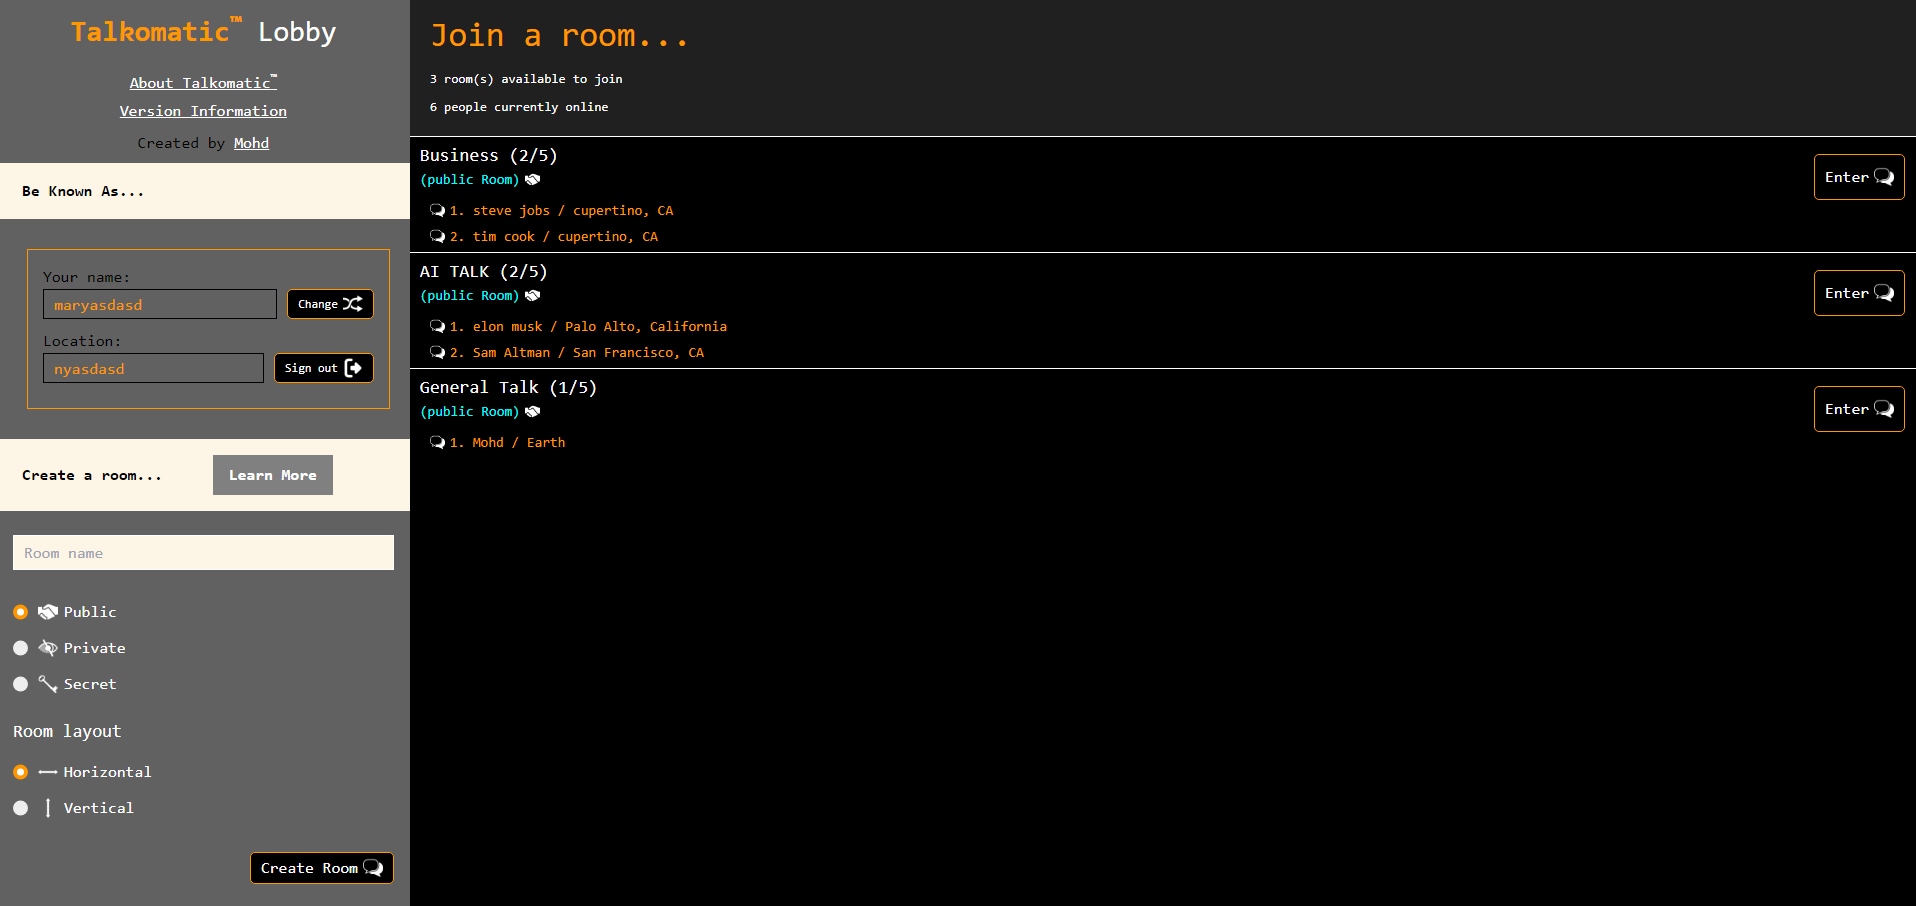 Talkomatic™ Lobby
About Talkomatic™
Version Information
Created by Mohd
Be Known As...
Your name:
maryasdasd
Change
Location:
nyasdasd
Sign out
Create a room...
Learn More
Room name
Public
Private
Secret
Room layout
Horizontal
Vertical
Create Room
Join a room...
3 room(s) available to join
6 people currently online
Business (2/5)
(public Room)
Enter
1. steve jobs / cupertino, CA
2. tim cook / cupertino, CA
AI TALK (2/5)
(public Room)
Enter
1. elon musk / Palo Alto, California
2. Sam Altman / San Francisco, CA
General Talk (1/5)
(public Room)
Enter
1. Mohd / Earth